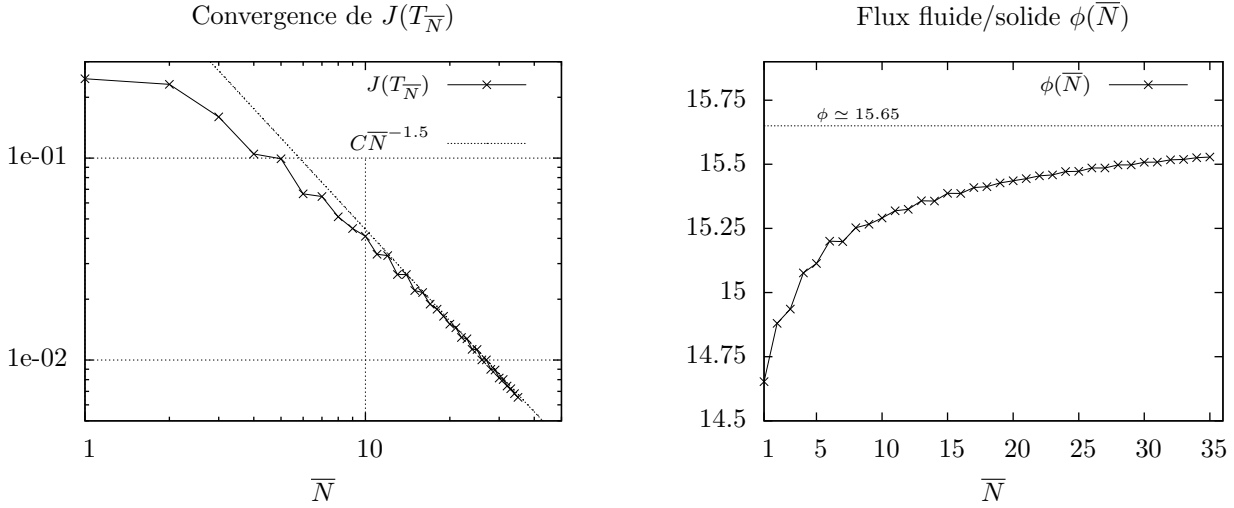 Convergence de J(T_N̅)
J(T_N̅)
CN̅^−1.5
1e-01
1e-02
1
10
N̅
Flux fluide/solide ϕ(N̅)
ϕ(N̅)
ϕ ≃ 15.65
15.75
15.5
15.25
15
14.75
14.5
1 5 10 15 20 25 30 35
N̅